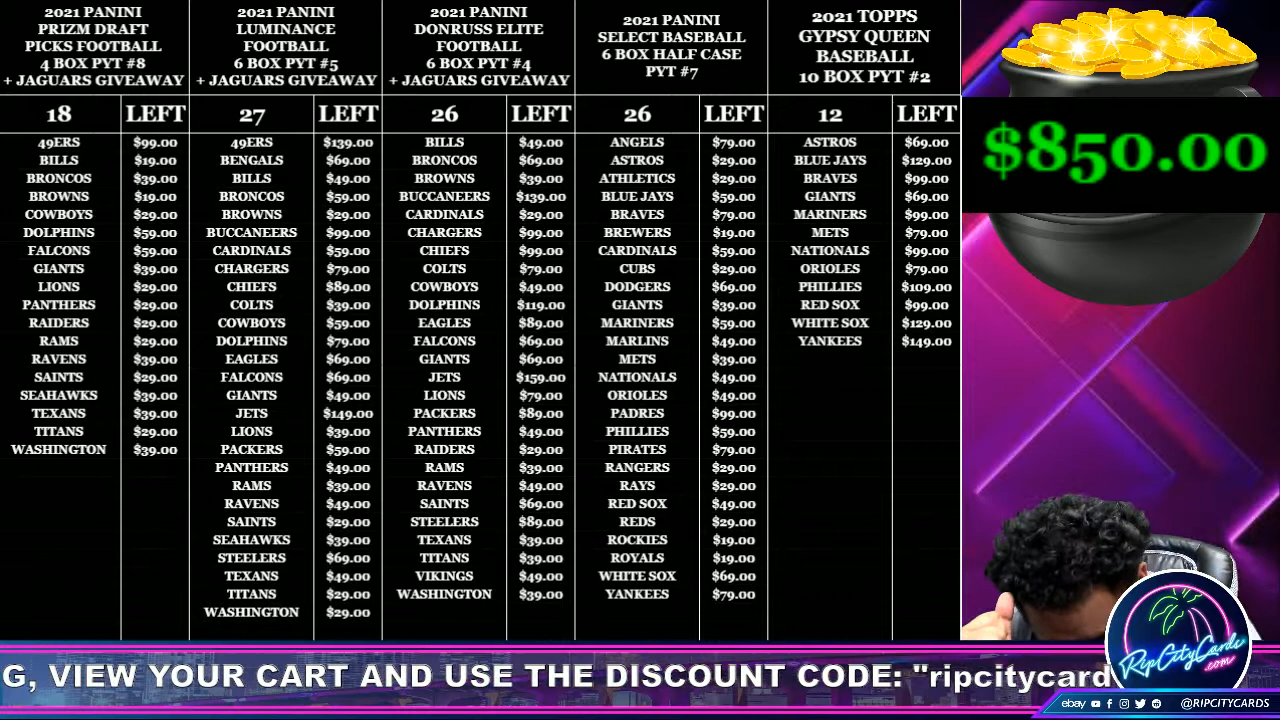 2021 PANINI
PRIZM DRAFT
PICKS FOOTBALL
4 BOX PYT #8
+ JAGUARS GIVEAWAY
18 LEFT
49ERS $99.00
BILLS $19.00
BRONCOS $39.00
BROWNS $19.00
COWBOYS $29.00
DOLPHINS $59.00
FALCONS $59.00
GIANTS $39.00
LIONS $29.00
PANTHERS $29.00
RAIDERS $29.00
RAMS $29.00
RAVENS $39.00
SAINTS $29.00
SEAHAWKS $39.00
TEXANS $39.00
TITANS $29.00
WASHINGTON $39.00
2021 PANINI
LUMINANCE
FOOTBALL
6 BOX PYT #5
+ JAGUARS GIVEAWAY
27 LEFT
49ERS $139.00
BENGALS $69.00
BILLS $49.00
BRONCOS $59.00
BROWNS $29.00
BUCCANEERS $99.00
CARDINALS $59.00
CHARGERS $79.00
CHIEFS $89.00
COLTS $39.00
COWBOYS $59.00
DOLPHINS $79.00
EAGLES $69.00
FALCONS $69.00
GIANTS $49.00
JETS $149.00
LIONS $39.00
PACKERS $59.00
PANTHERS $49.00
RAMS $39.00
RAVENS $49.00
SAINTS $29.00
SEAHAWKS $39.00
STEELERS $69.00
TEXANS $49.00
TITANS $29.00
WASHINGTON $29.00
2021 PANINI
DONRUSS ELITE
FOOTBALL
6 BOX PYT #4
+ JAGUARS GIVEAWAY
26 LEFT
BILLS $49.00
BRONCOS $69.00
BROWNS $39.00
BUCCANEERS $139.00
CARDINALS $29.00
CHARGERS $99.00
CHIEFS $99.00
COLTS $79.00
COWBOYS $49.00
DOLPHINS $119.00
EAGLES $89.00
FALCONS $69.00
GIANTS $69.00
JETS $159.00
LIONS $79.00
PACKERS $89.00
PANTHERS $49.00
RAIDERS $29.00
RAMS $39.00
RAVENS $49.00
SAINTS $69.00
STEELERS $89.00
TEXANS $39.00
TITANS $39.00
VIKINGS $49.00
WASHINGTON $39.00
2021 PANINI
SELECT BASEBALL
6 BOX HALF CASE
PYT #7
26 LEFT
ANGELS $79.00
ASTROS $29.00
ATHLETICS $29.00
BLUE JAYS $59.00
BRAVES $79.00
BREWERS $19.00
CARDINALS $59.00
CUBS $29.00
DODGERS $69.00
GIANTS $39.00
MARINERS $59.00
MARLINS $49.00
METS $39.00
NATIONALS $49.00
ORIOLES $49.00
PADRES $99.00
PHILLIES $59.00
PIRATES $79.00
RANGERS $29.00
RAYS $29.00
RED SOX $49.00
REDS $29.00
ROCKIES $19.00
ROYALS $19.00
WHITE SOX $69.00
YANKEES $79.00
2021 TOPPS
GYPSY QUEEN
BASEBALL
10 BOX PYT #2
12 LEFT
ASTROS $69.00
BLUE JAYS $129.00
BRAVES $99.00
GIANTS $69.00
MARINERS $99.00
METS $79.00
NATIONALS $99.00
ORIOLES $79.00
PHILLIES $109.00
RED SOX $99.00
WHITE SOX $129.00
YANKEES $149.00
$850.00
G, VIEW YOUR CART AND USE THE DISCOUNT CODE: "ripcitycard
RipCityCards
.com
ebay @RIPCITYCARDS